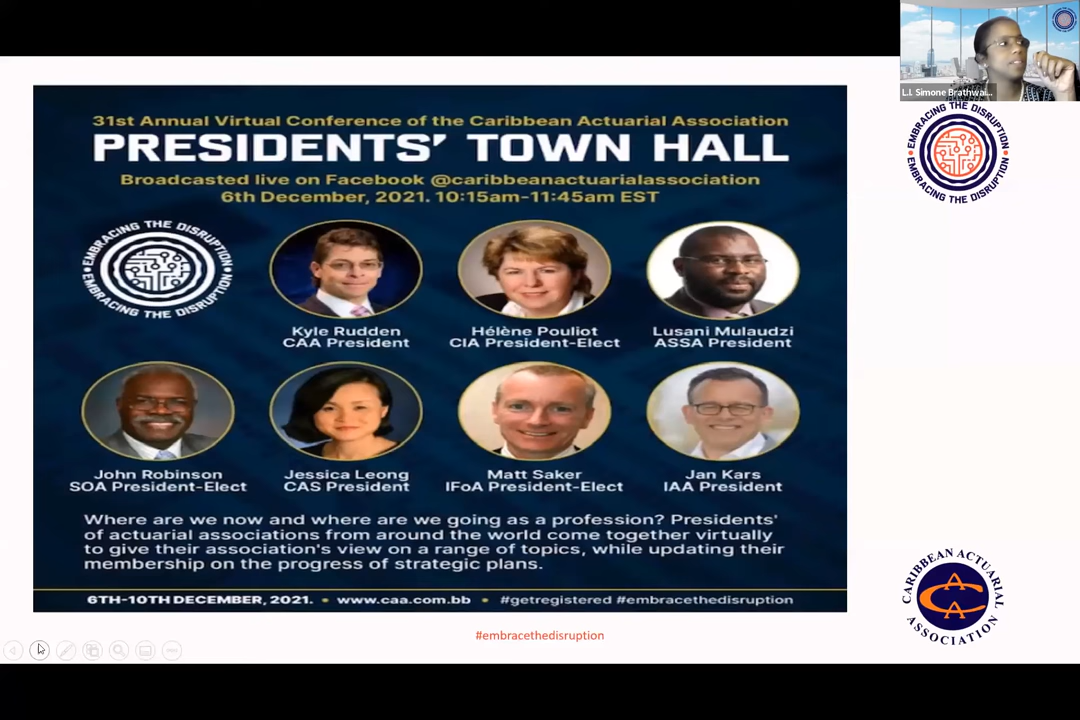 L.I. Simone Brathwai...
31st Annual Virtual Conference of the Caribbean Actuarial Association
PRESIDENTS' TOWN HALL
Broadcasted live on Facebook @caribbeanactuarialassociation
6th December, 2021. 10:15am-11:45am EST
EMBRACING THE DISRUPTION
EMBRACING THE DISRUPTION
Kyle Rudden
CAA President
Hélène Pouliot
CIA President-Elect
Lusani Mulaudzi
ASSA President
John Robinson
SOA President-Elect
Jessica Leong
CAS President
Matt Saker
IFoA President-Elect
Jan Kars
IAA President
Where are we now and where are we going as a profession? Presidents'
of actuarial associations from around the world come together virtually
to give their association's view on a range of topics, while updating their
membership on the progress of strategic plans.
6TH-10TH DECEMBER, 2021. • www.caa.com.bb • #getregistered #embracethedisruption
#embracethedisruption
EMBRACING THE DISRUPTION
EMBRACING THE DISRUPTION
CARIBBEAN ACTUARIAL
ASSOCIATION
CAA